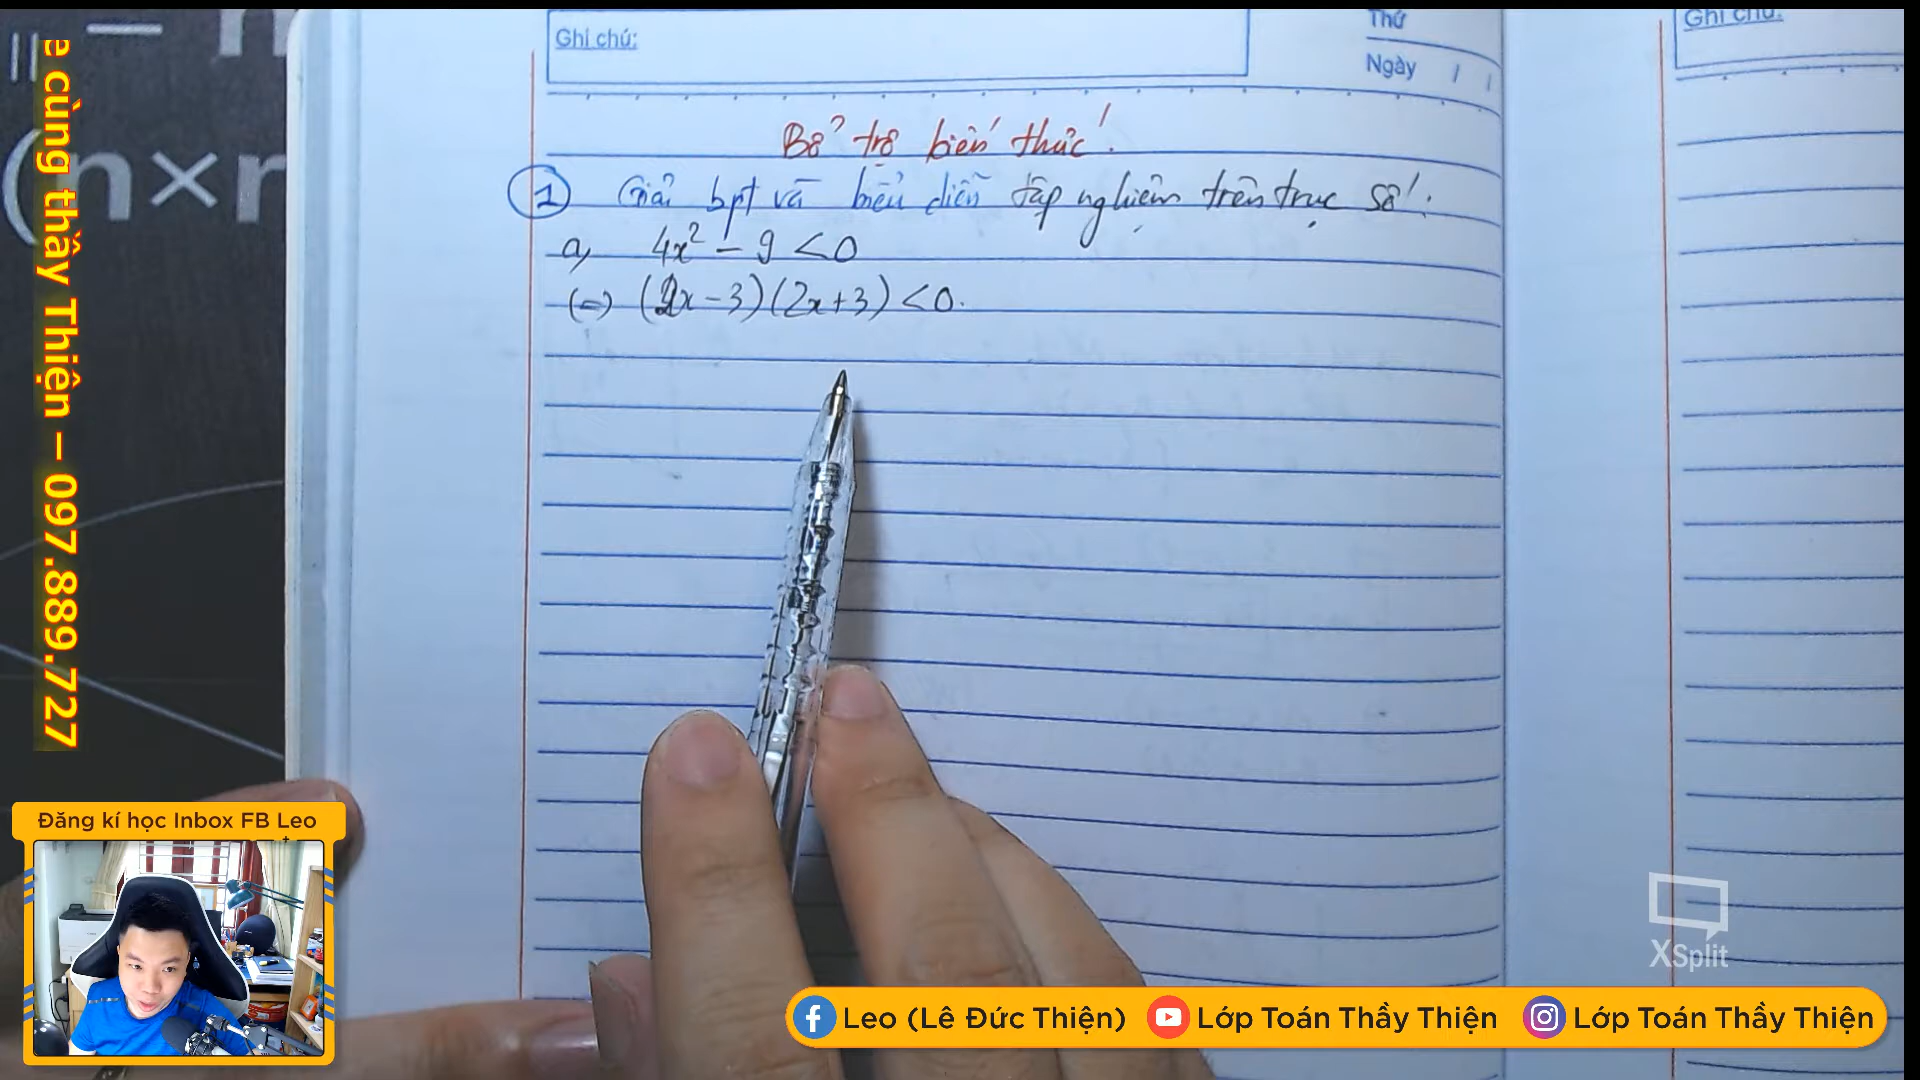 Ghi chú:
Thứ
Ngày / /
Ghi chú:
Bổ trợ kiến thức!
① Giải bpt và biểu diễn tập nghiệm trên trục số:
a, 4x² - 9 < 0
(=) (2x - 3)(2x + 3) < 0.
e cùng thầy Thiện – 097.889.727
(n×n
Đăng kí học Inbox FB Leo
XSplit
Leo (Lê Đức Thiện) Lớp Toán Thầy Thiện Lớp Toán Thầy Thiện